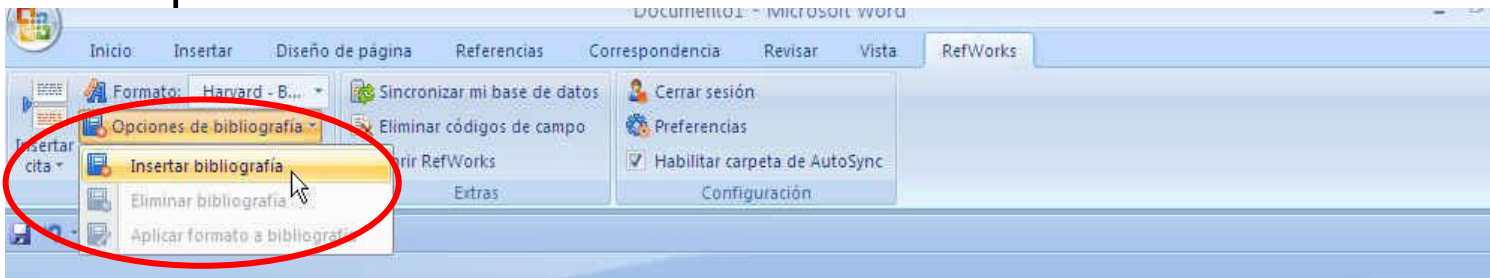 Documento1 - Microsoft Word
Inicio Insertar Diseño de página Referencias Correspondencia Revisar Vista RefWorks
Formato: Harvard - B... Sincronizar mi base de datos Cerrar sesión
Opciones de bibliografía Eliminar códigos de campo Preferencias
Insertar cita
Insertar bibliografía RefWorks Habilitar carpeta de AutoSync
Eliminar bibliografía Extras Configuración
Aplicar formato a bibliografía